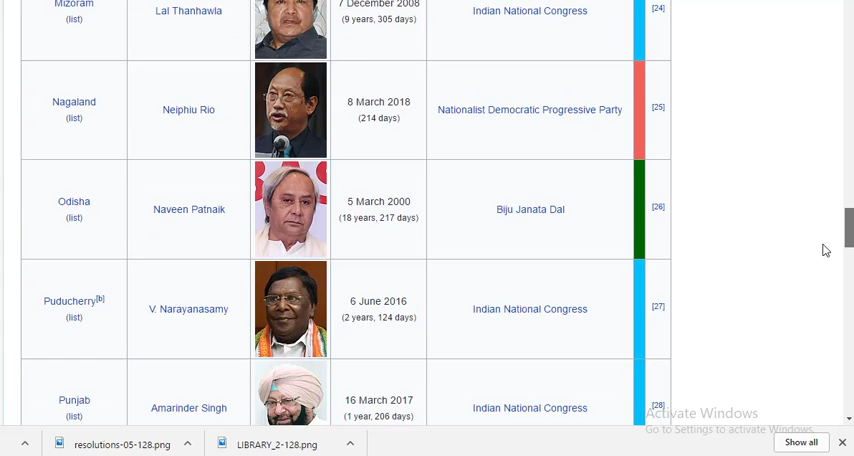 Mizoram
(list)
Lal Thanhawla
7 December 2008
(9 years, 305 days)
Indian National Congress
[24]
Nagaland
(list)
Neiphiu Rio
8 March 2018
(214 days)
Nationalist Democratic Progressive Party
[25]
Odisha
(list)
Naveen Patnaik
5 March 2000
(18 years, 217 days)
Biju Janata Dal
[26]
Puducherry[b]
(list)
V. Narayanasamy
6 June 2016
(2 years, 124 days)
Indian National Congress
[27]
Punjab
(list)
Amarinder Singh
16 March 2017
(1 year, 206 days)
Indian National Congress
[28]
Activate Windows
Go to Settings to activate Windows.
resolutions-05-128.png
LIBRARY_2-128.png
Show all